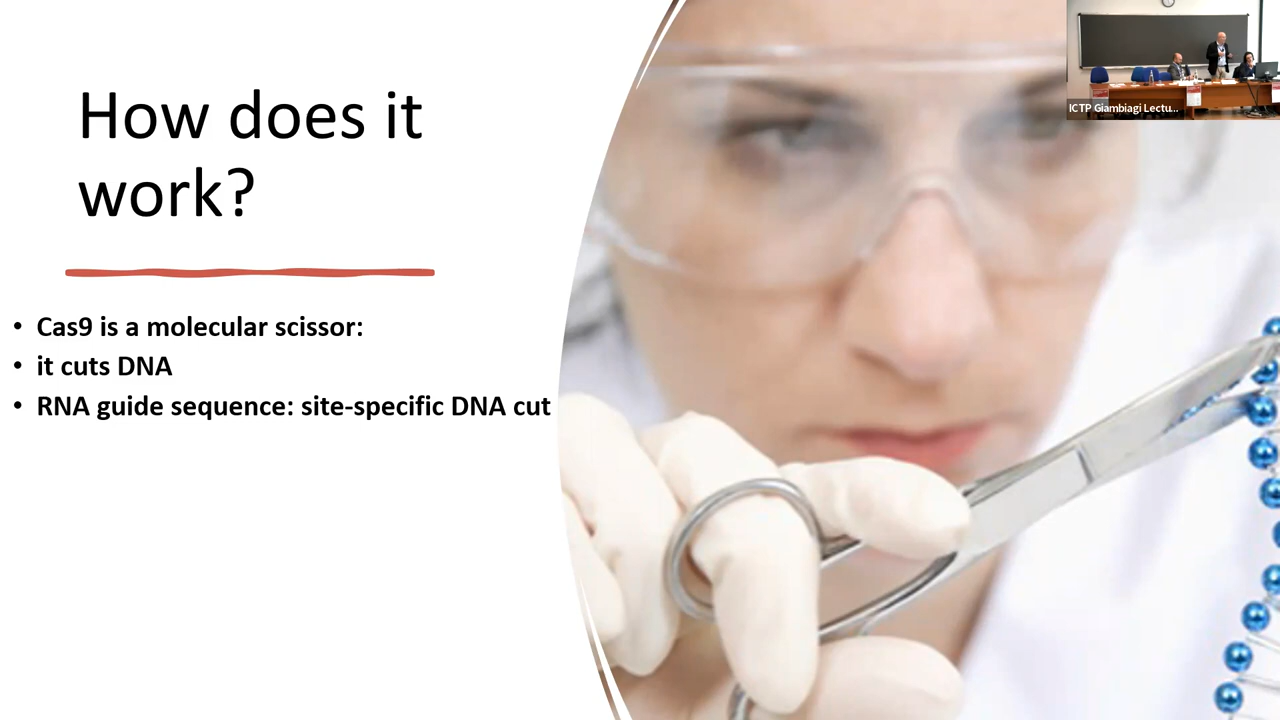 How does it
work?
• Cas9 is a molecular scissor:
• it cuts DNA
• RNA guide sequence: site-specific DNA cut
ICTP Giambiagi Lectu...